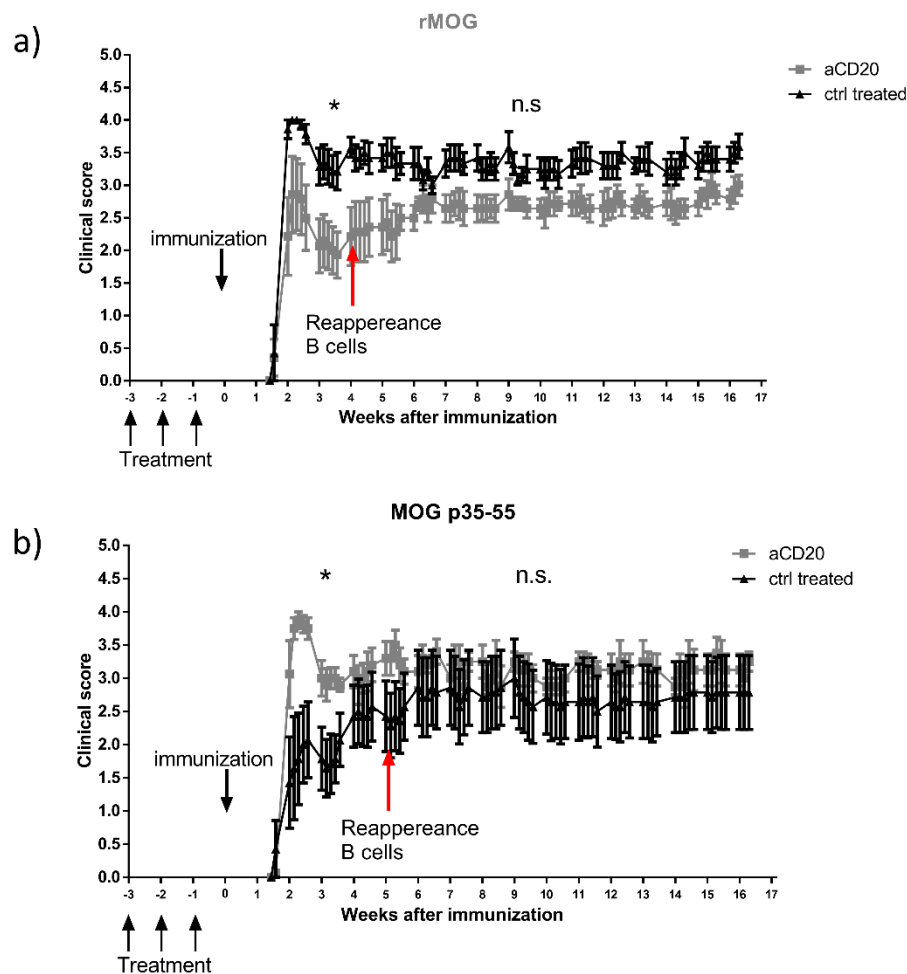 rMOG
a)
aCD20
ctrl treated
5.0
4.5
4.0
3.5
3.0
2.5
2.0
1.5
1.0
0.5
0.0
Clinical score
*
n.s
immunization
Reappereance
B cells
-3 -2 -1 0 1 2 3 4 5 6 7 8 9 10 11 12 13 14 15 16 17
Weeks after immunization
Treatment
MOG p35-55
b)
aCD20
ctrl treated
5.0
4.5
4.0
3.5
3.0
2.5
2.0
1.5
1.0
0.5
0.0
Clinical score
*
n.s.
immunization
Reappereance
B cells
-3 -2 -1 0 1 2 3 4 5 6 7 8 9 10 11 12 13 14 15 16 17
Weeks after immunization
Treatment